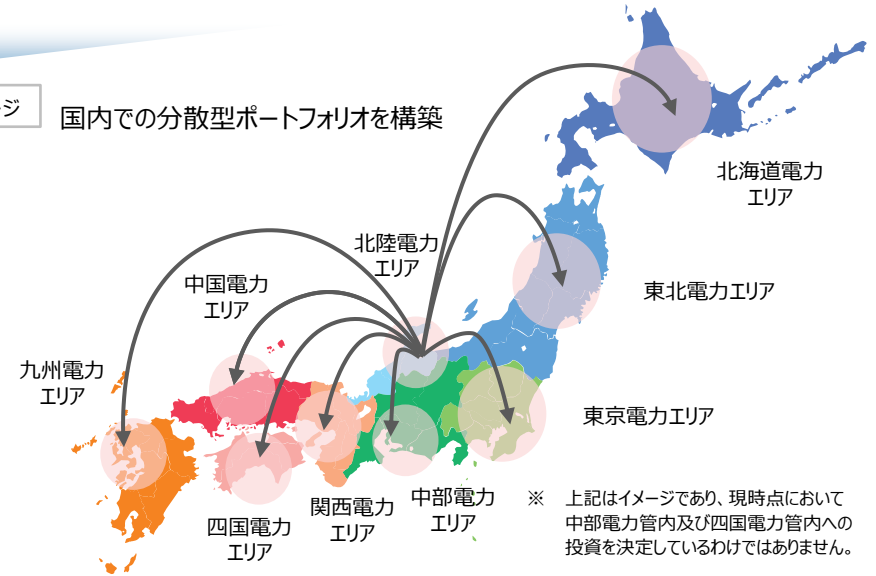 ジ
国内での分散型ポートフォリオを構築
北海道電力
エリア
北陸電力
エリア
中国電力
エリア
東北電力エリア
九州電力
エリア
東京電力エリア
関西電力
エリア
中部電力
エリア
四国電力
エリア
※ 上記はイメージであり、現時点において
中部電力管内及び四国電力管内への
投資を決定しているわけではありません。